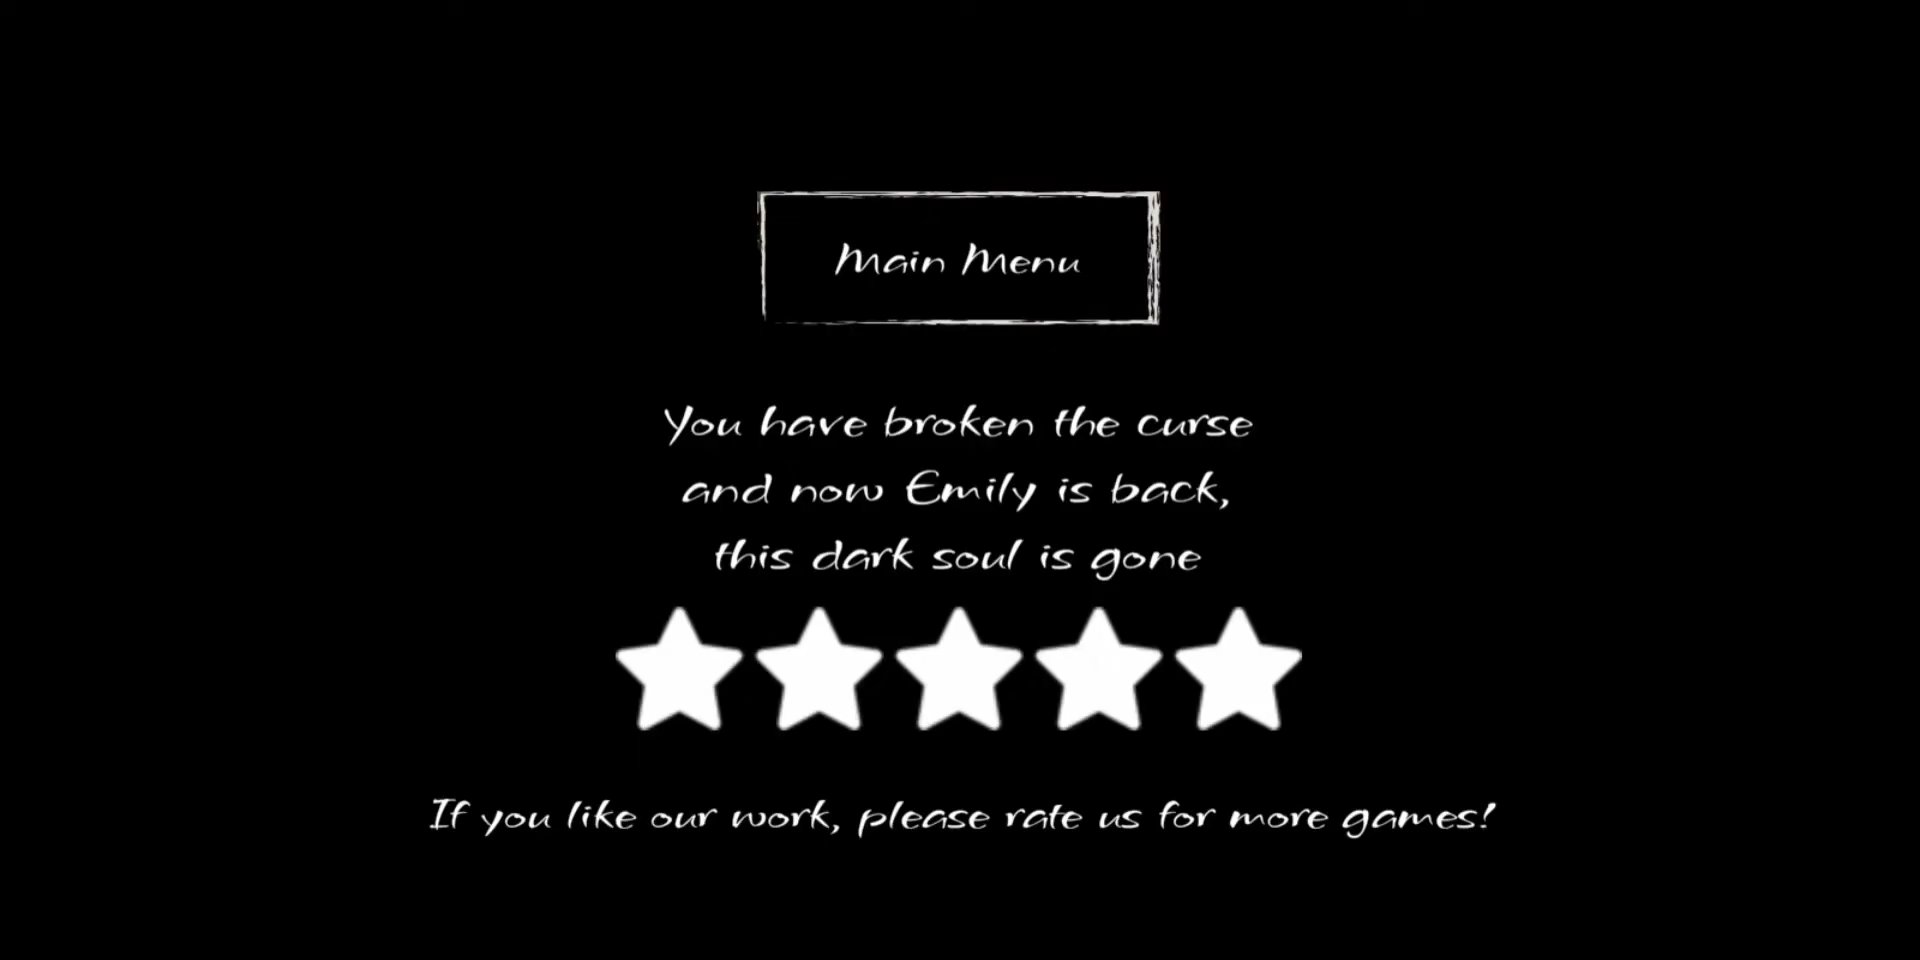 Main Menu
You have broken the curse
and now Emily is back,
this dark soul is gone
If you like our work, please rate us for more games!